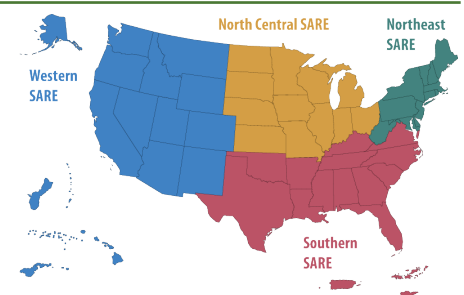 North Central SARE
Northeast
SARE
Western
SARE
Southern
SARE